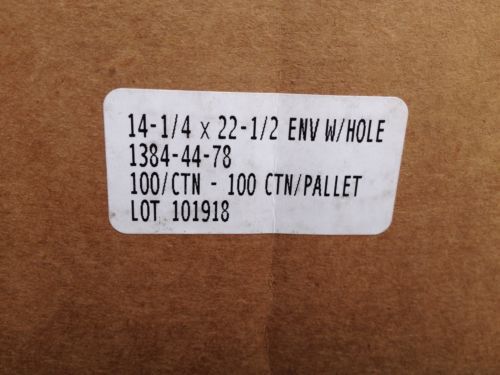 14-1/4 x 22-1/2 ENV W/HOLE
1384-44-78
100/CTN - 100 CTN/PALLET
LOT 101918